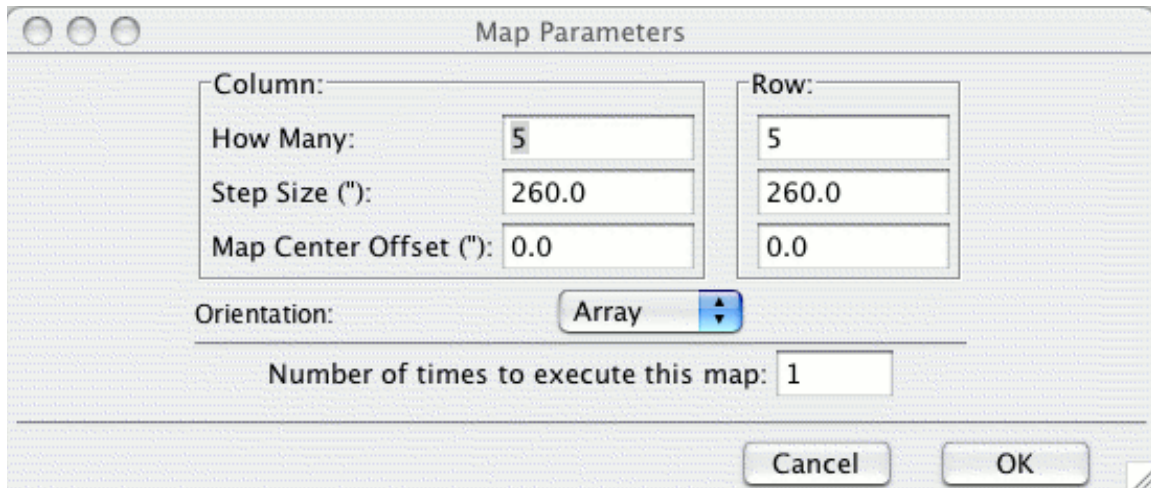 Map Parameters
Column: Row:
How Many: 5 5
Step Size ("): 260.0 260.0
Map Center Offset ("): 0.0 0.0
Orientation: Array
Number of times to execute this map: 1
Cancel OK